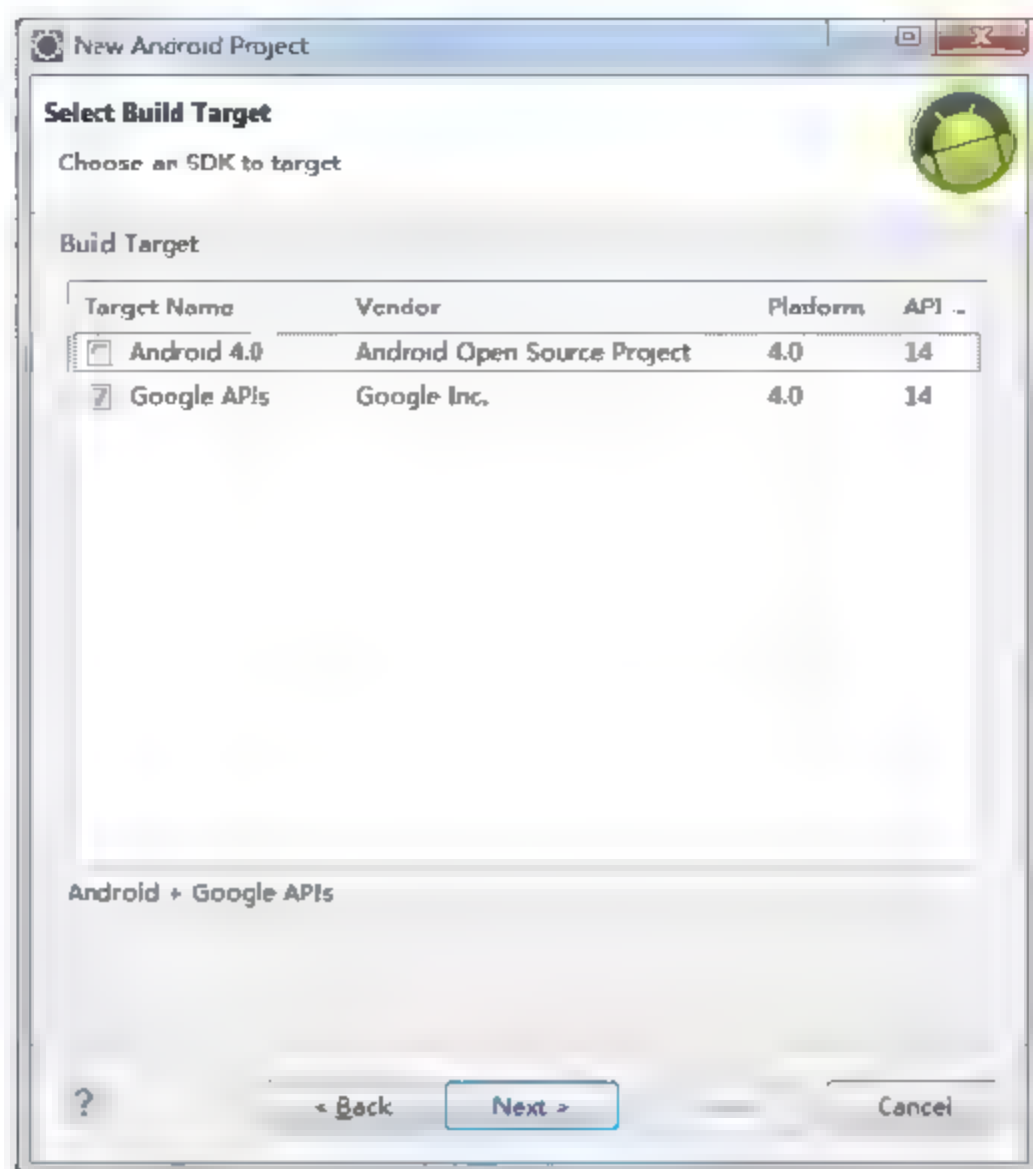 New Android Project
Select Build Target
Choose an SDK to target
Buid Target
Target Name Vendor Platform API ..
Android 4.0 Android Open Source Project 4.0 14
Google APIs Google Inc. 4.0 14
Android + Google APIs
? < Back Next > Cancel